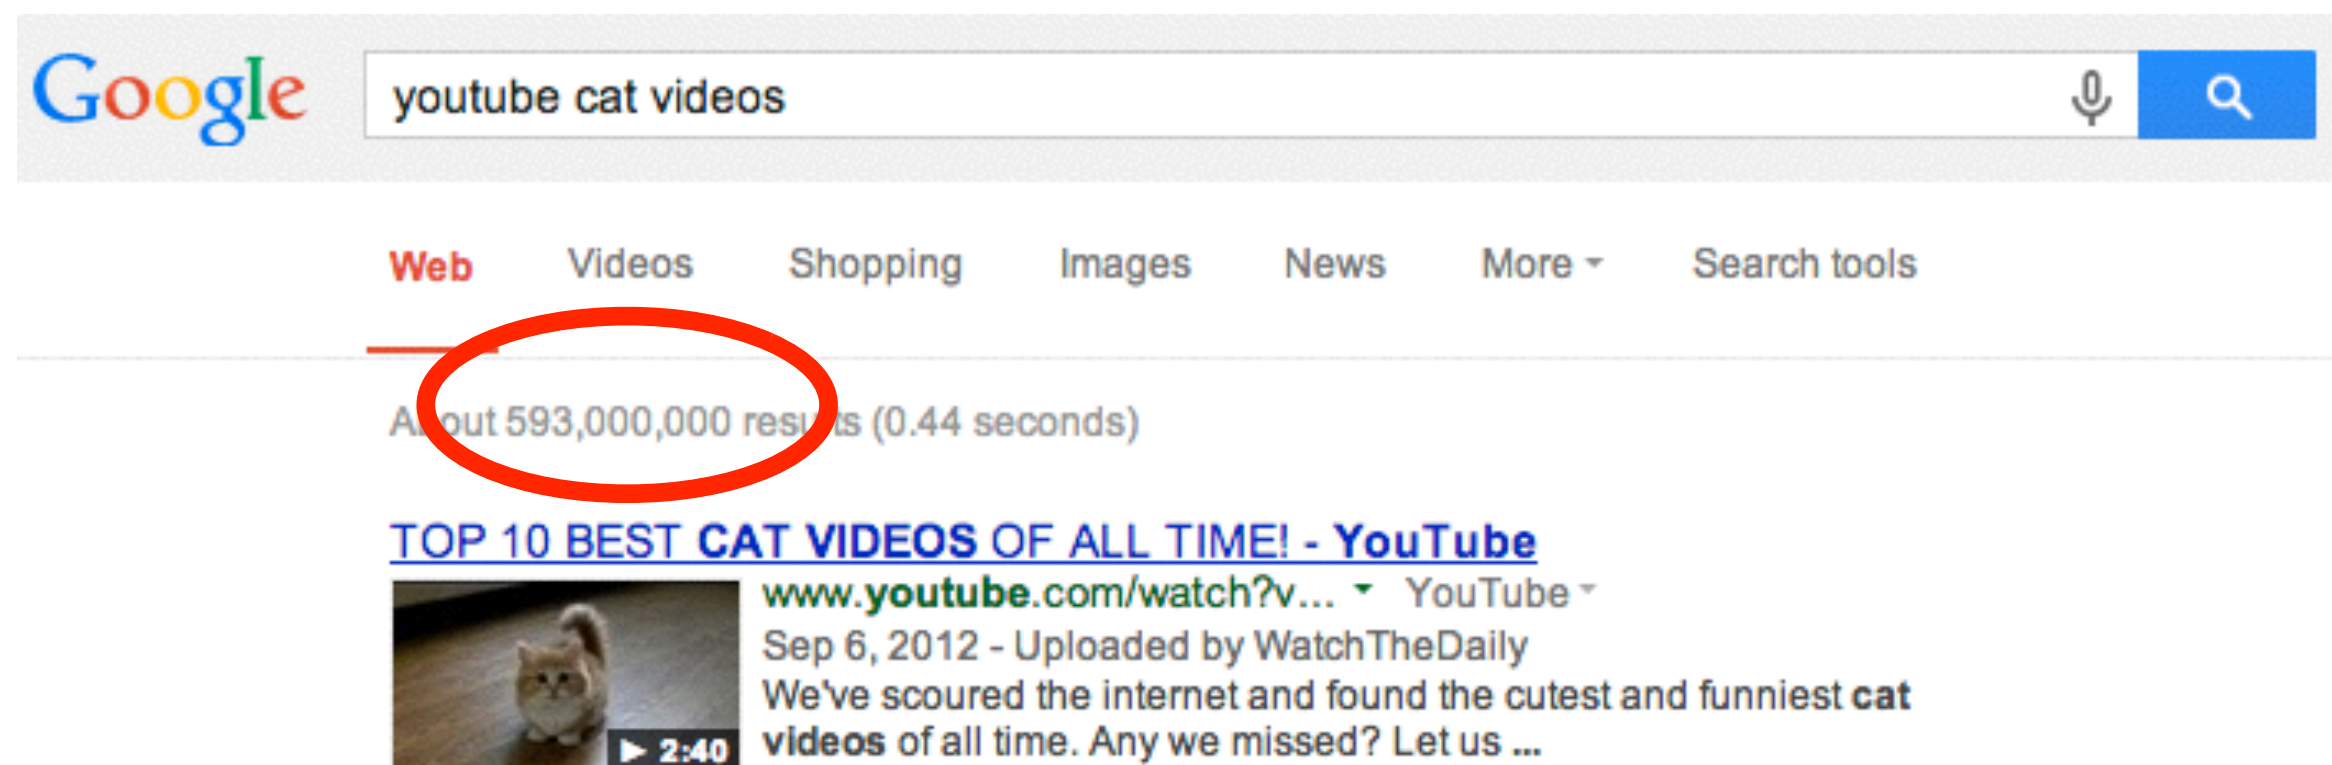 Google youtube cat videos
Web Videos Shopping Images News More Search tools
About 593,000,000 results (0.44 seconds)
TOP 10 BEST CAT VIDEOS OF ALL TIME! - YouTube
www.youtube.com/watch?v... YouTube
Sep 6, 2012 - Uploaded by WatchTheDaily
We've scoured the internet and found the cutest and funniest cat
videos of all time. Any we missed? Let us ...
2:40